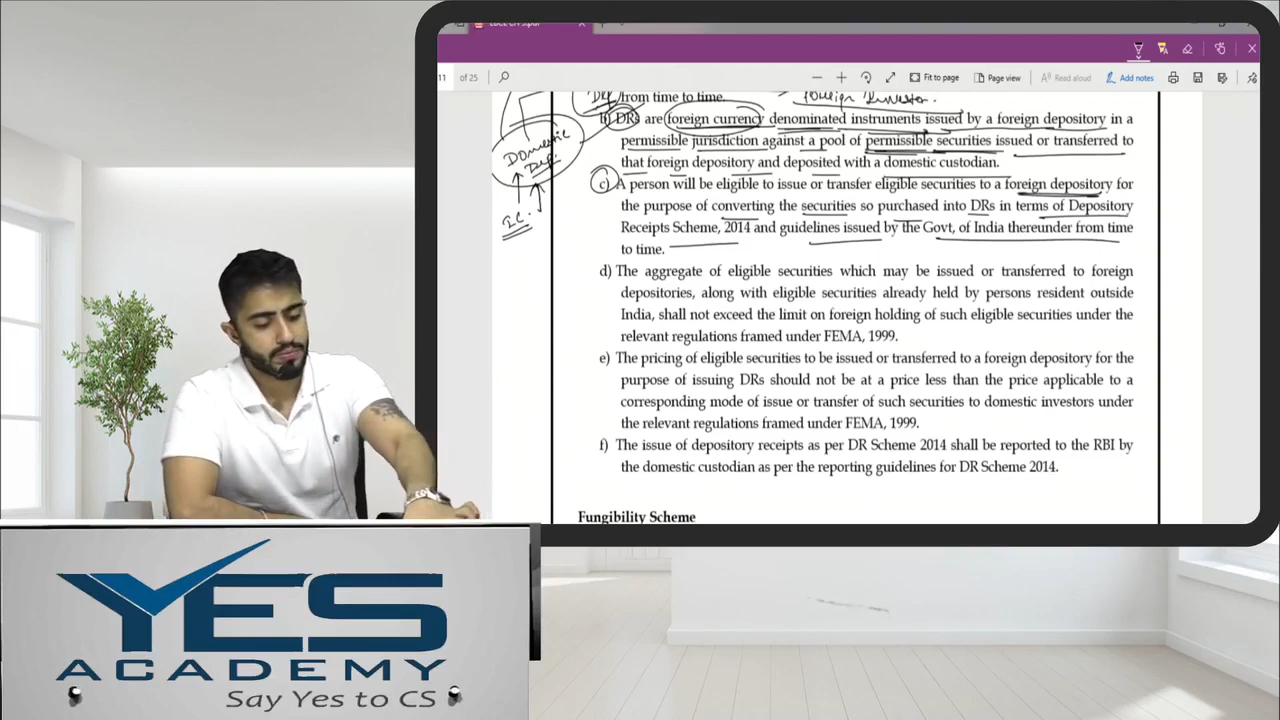 11 of 25
Fit to page
Page view
Read aloud
Add notes
Dep from time to time.
Foreign Investor.
b) DRs are foreign currency denominated instruments issued by a foreign depository in a
permissible jurisdiction against a pool of permissible securities issued or transferred to
that foreign depository and deposited with a domestic custodian.
Domestic
Dep.
I.C.
c) A person will be eligible to issue or transfer eligible securities to a foreign depository for
the purpose of converting the securities so purchased into DRs in terms of Depository
Receipts Scheme, 2014 and guidelines issued by the Govt, of India thereunder from time
to time.
d) The aggregate of eligible securities which may be issued or transferred to foreign
depositories, along with eligible securities already held by persons resident outside
India, shall not exceed the limit on foreign holding of such eligible securities under the
relevant regulations framed under FEMA, 1999.
e) The pricing of eligible securities to be issued or transferred to a foreign depository for the
purpose of issuing DRs should not be at a price less than the price applicable to a
corresponding mode of issue or transfer of such securities to domestic investors under
the relevant regulations framed under FEMA, 1999.
f) The issue of depository receipts as per DR Scheme 2014 shall be reported to the RBI by
the domestic custodian as per the reporting guidelines for DR Scheme 2014.
Fungibility Scheme
YES
ACADEMY
Say Yes to CS